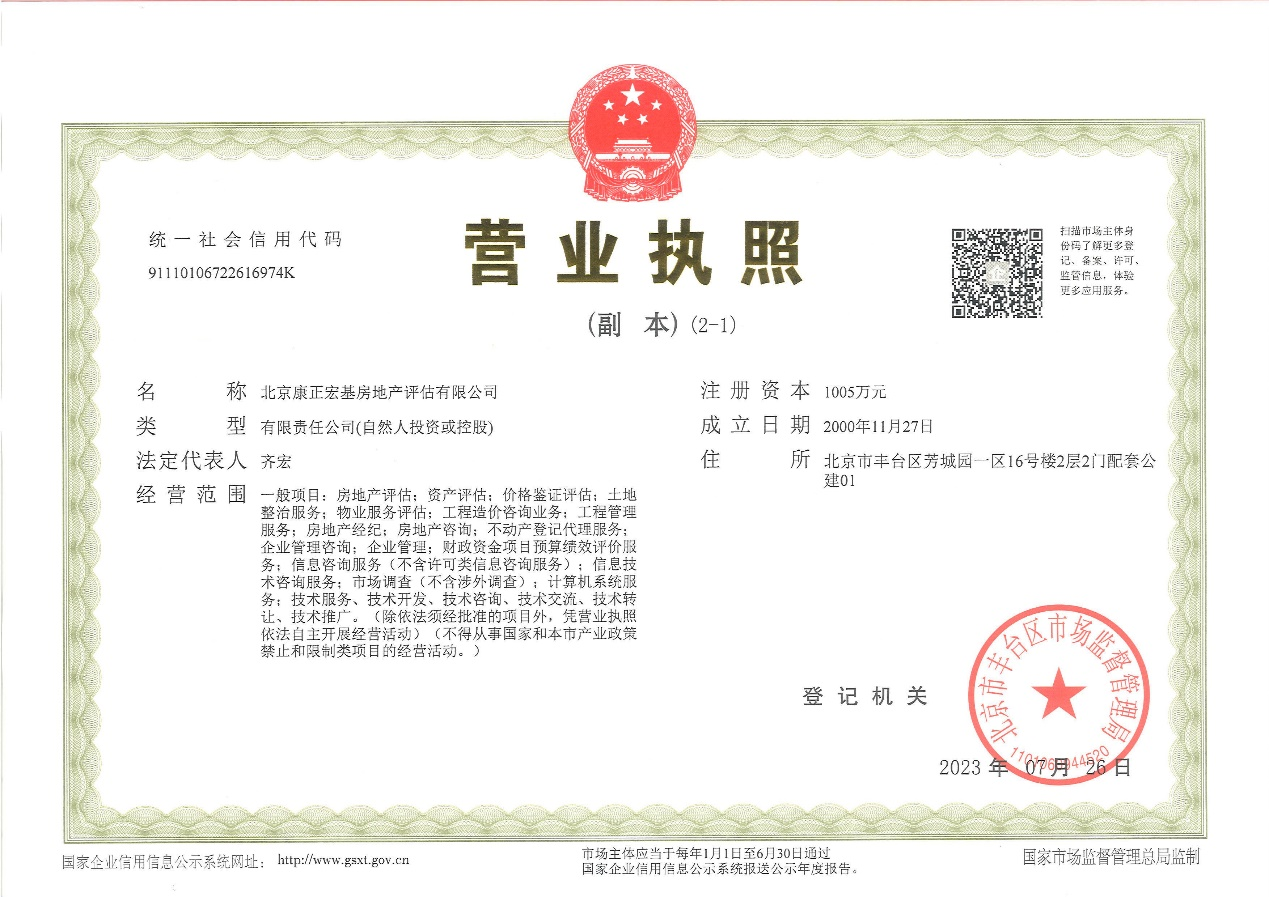 统一社会信用代码
91110106722616974K
营业执照
(副 本) (2-1)
扫描市场主体身
份码了解更多登
记、备案、许可、
监管信息，体验
更多应用服务。
名 称 北京康正宏基房地产评估有限公司
类 型 有限责任公司(自然人投资或控股)
法定代表人 齐宏
经营范围 一般项目：房地产评估；资产评估；价格鉴证评估；土地
整治服务；物业服务评估；工程造价咨询业务；工程管理
服务；房地产经纪；房地产咨询；不动产登记代理服务；
企业管理咨询；企业管理；财政资金项目预算绩效评价服
务；信息咨询服务（不含许可类信息咨询服务）；信息技
术咨询服务；市场调查（不含涉外调查）；计算机系统服
务；技术服务、技术开发、技术咨询、技术交流、技术转
让、技术推广。（除依法须经批准的项目外，凭营业执照
依法自主开展经营活动）（不得从事国家和本市产业政策
禁止和限制类项目的经营活动。）
注册资本 1005万元
成立日期 2000年11月27日
住 所 北京市丰台区芳城园一区16号楼2层2门配套公
建01
登记机关
北京市丰台区市场监督管理局
2023 年 07 月 26 日
国家企业信用信息公示系统网址： http://www.gsxt.gov.cn
市场主体应当于每年1月1日至6月30日通过
国家企业信用信息公示系统报送公示年度报告。
国家市场监督管理总局监制